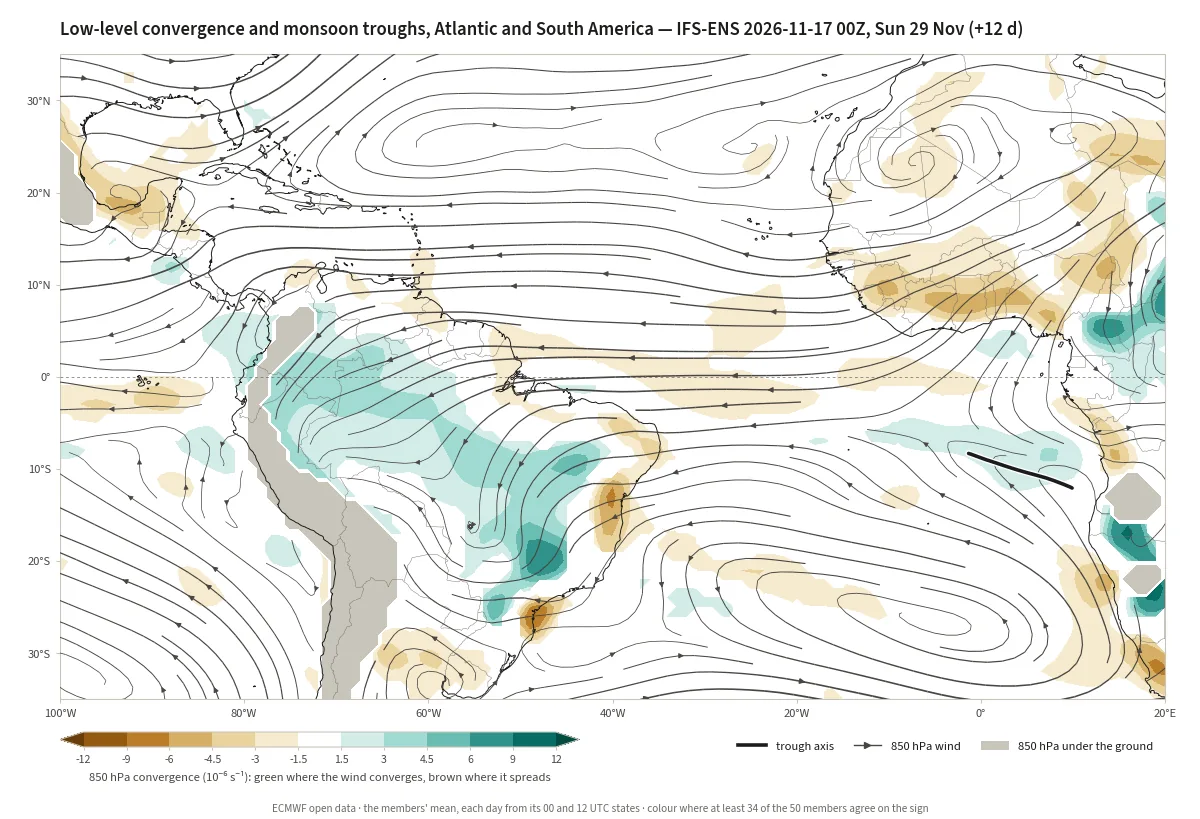 Low-level convergence and monsoon troughs, Atlantic and South America — IFS-ENS 2026-11-17 00Z, Sun 29 Nov (+12 d)
30°N
20°N
10°N
0°
10°S
20°S
30°S
100°W 80°W 60°W 40°W 20°W 0° 20°E
-12 -9 -6 -4.5 -3 -1.5 1.5 3 4.5 6 9 12
850 hPa convergence (10⁻⁶ s⁻¹): green where the wind converges, brown where it spreads
trough axis 850 hPa wind 850 hPa under the ground
ECMWF open data · the members' mean, each day from its 00 and 12 UTC states · colour where at least 34 of the 50 members agree on the sign